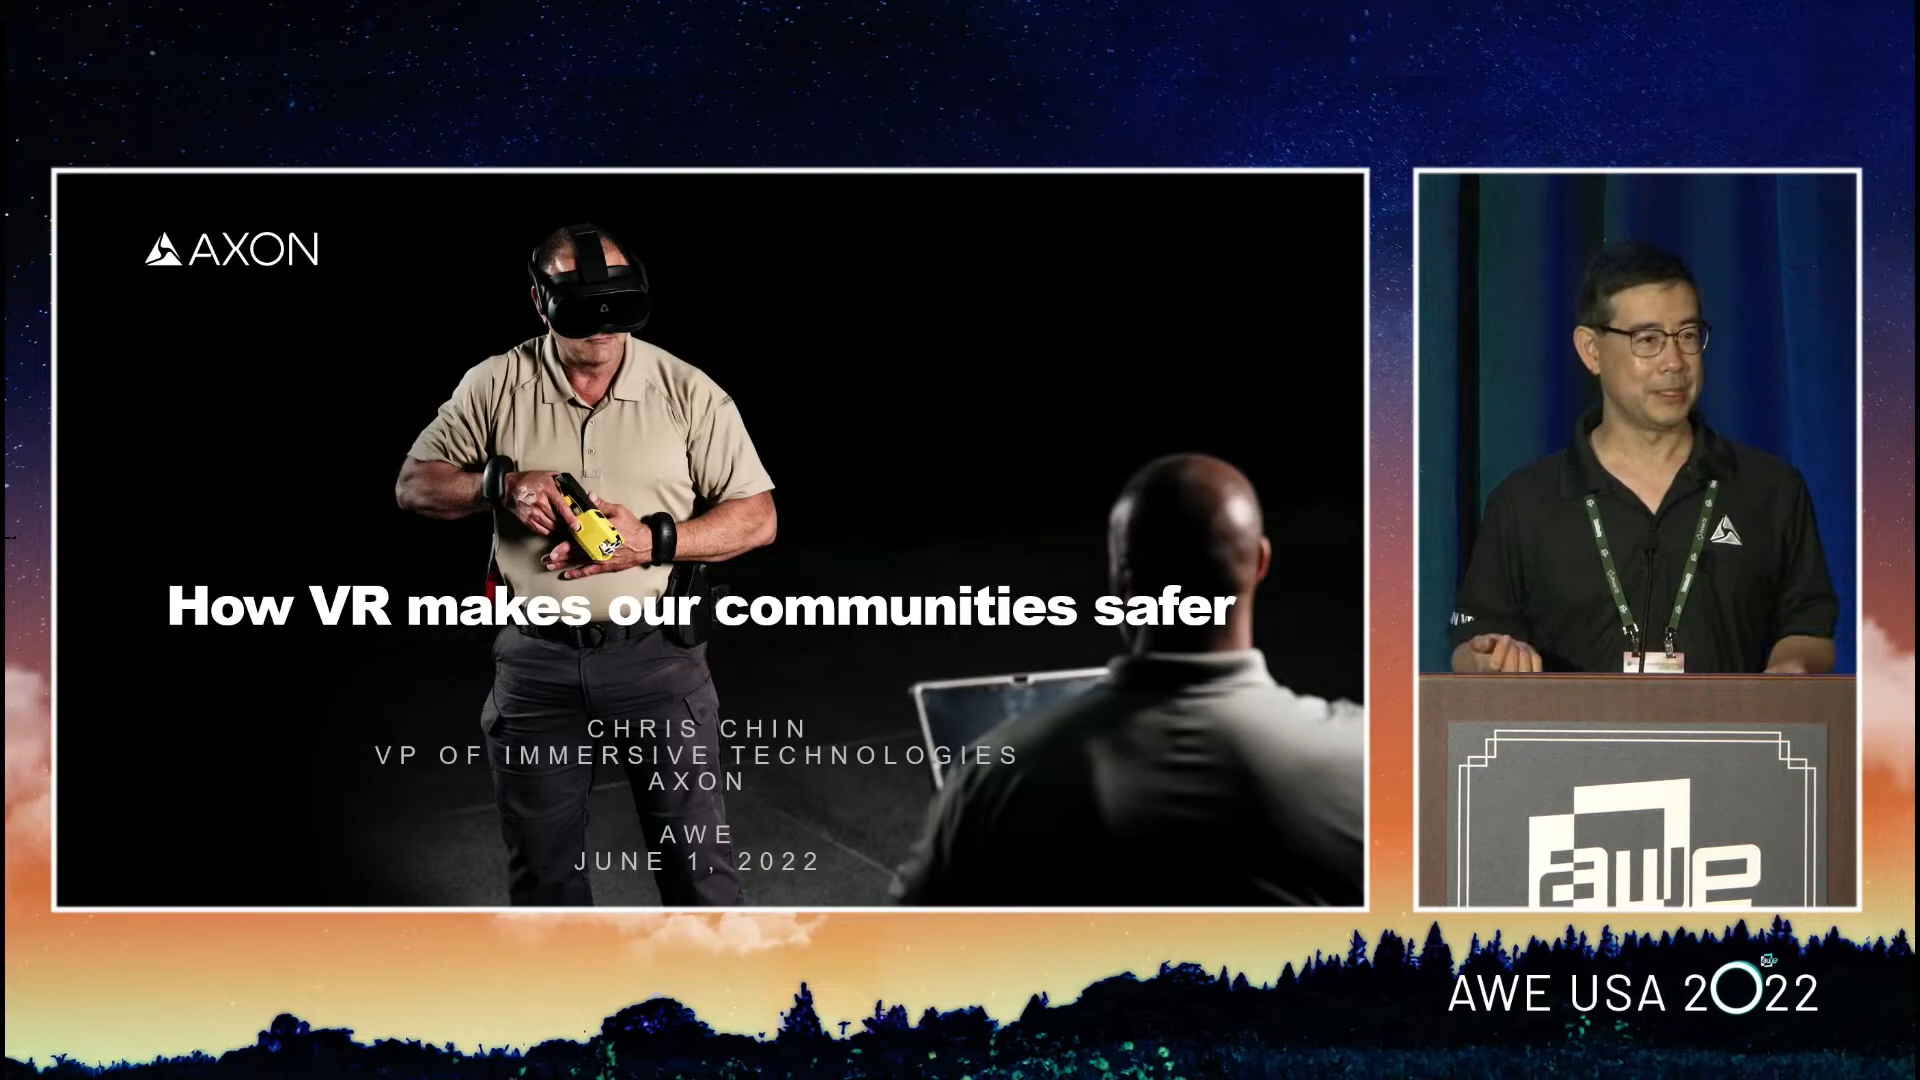 AXON
How VR makes our communities safer
CHRIS CHIN
VP OF IMMERSIVE TECHNOLOGIES
AXON
AWE
JUNE 1, 2022
awe
AWE USA 2022